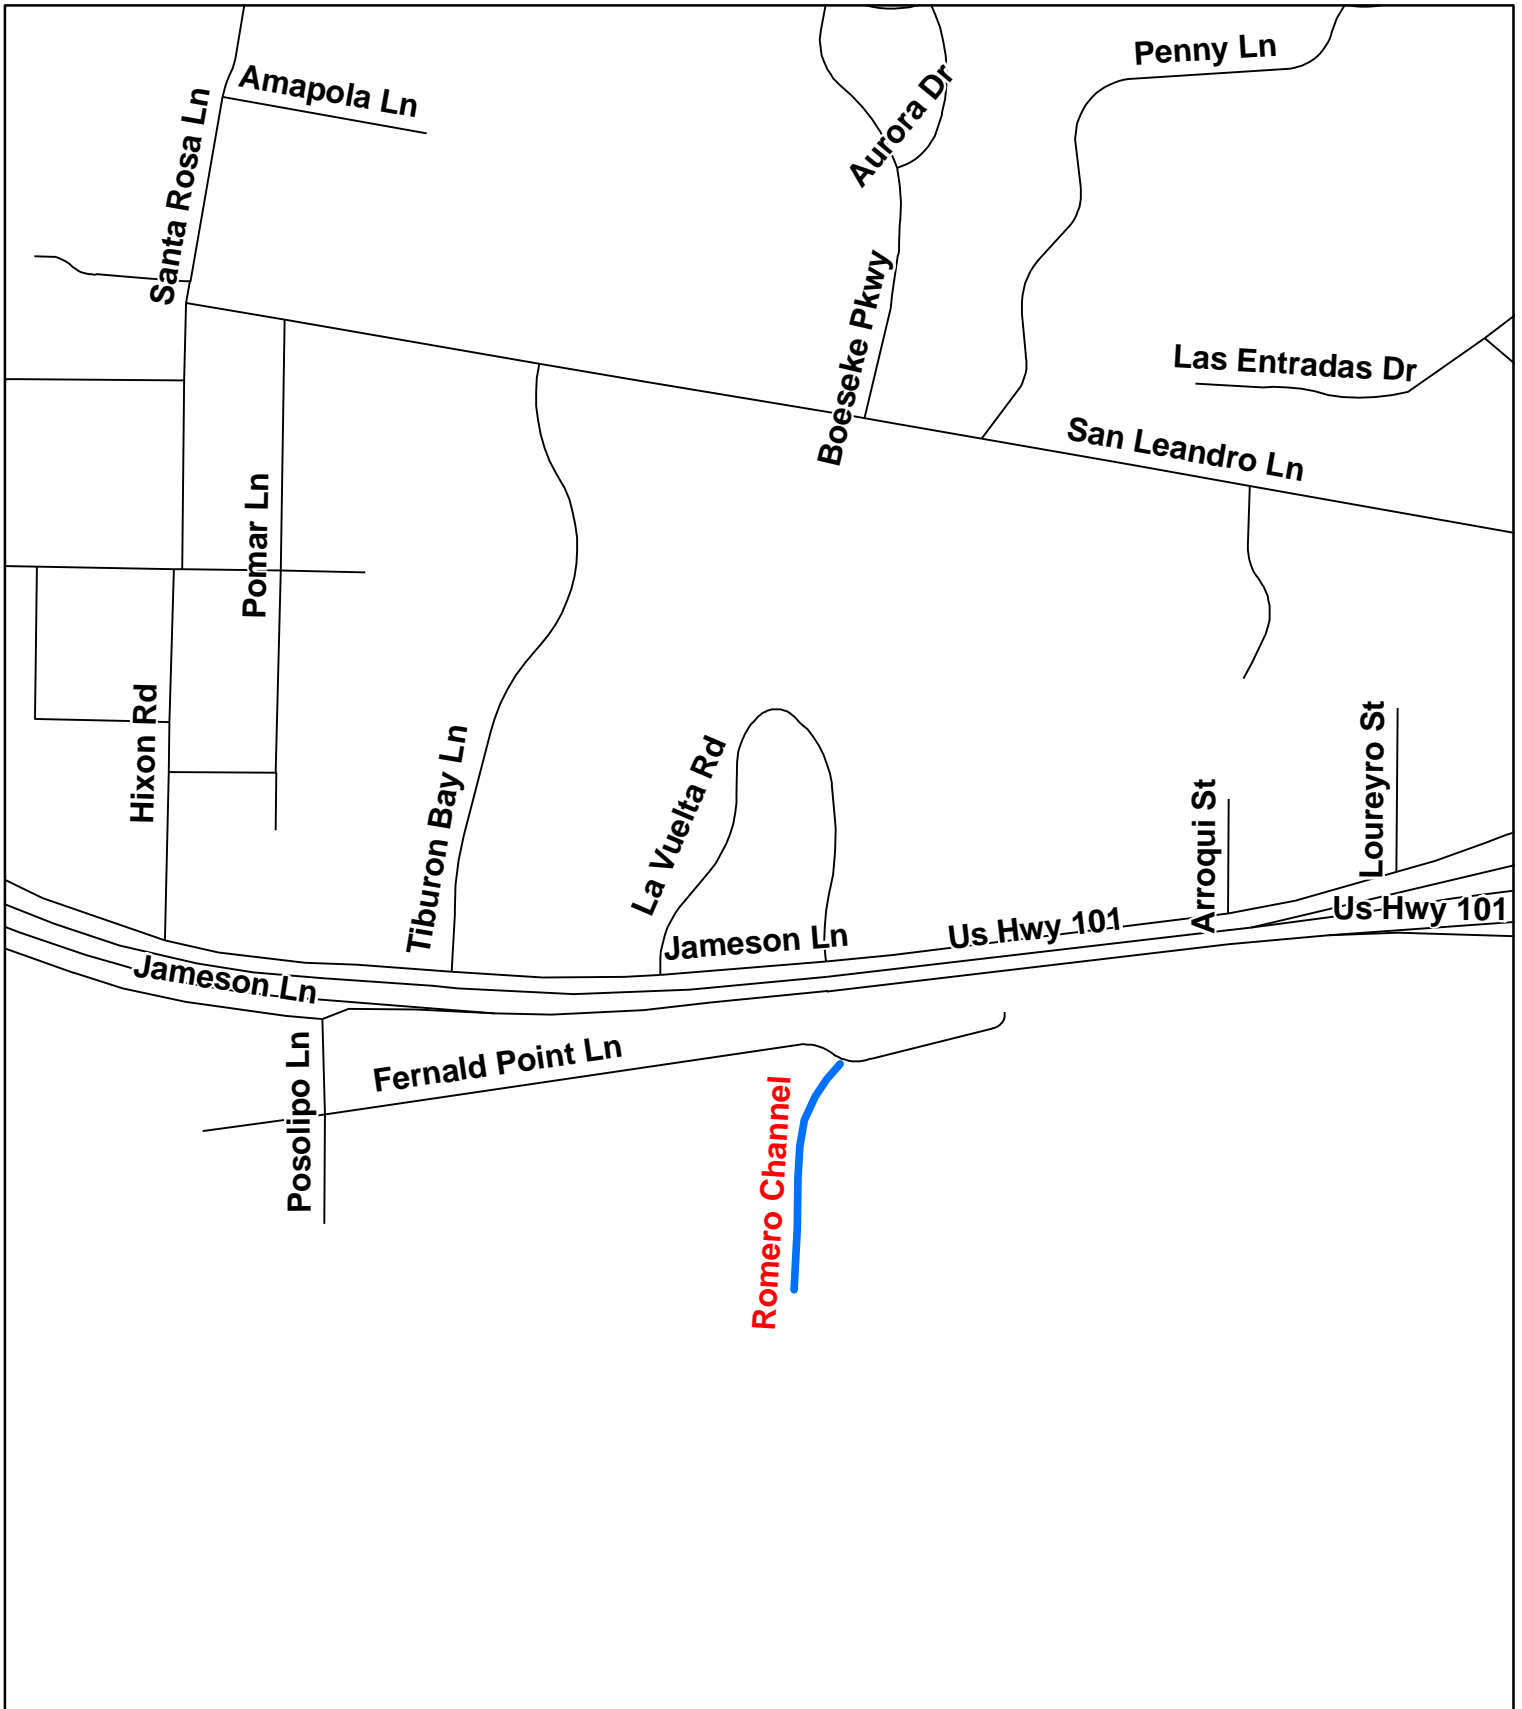 Penny Ln
Amapola Ln
Aurora Dr
Santa Rosa Ln
Boeseke Pkwy
Las Entradas Dr
San Leandro Ln
Pomar Ln
Hixon Rd
Tiburon Bay Ln
La Vuelta Rd
Loureyro St
Arroqui St
Us Hwy 101
Us Hwy 101
Jameson Ln
Jameson Ln
Fernald Point Ln
Posolipo Ln
Romero Channel